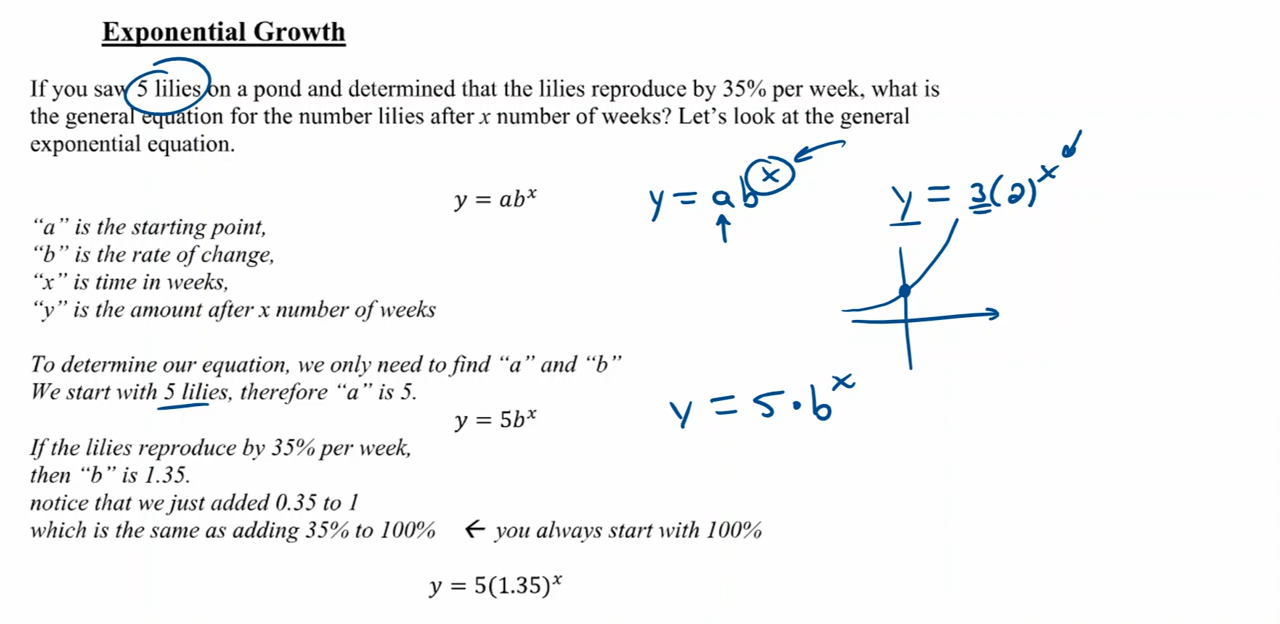 Exponential Growth
If you saw 5 lilies on a pond and determined that the lilies reproduce by 35% per week, what is
the general equation for the number lilies after x number of weeks? Let’s look at the general
exponential equation.
y = abˣ
y = abˣ
y = 3(2)ˣ
“a” is the starting point,
“b” is the rate of change,
“x” is time in weeks,
“y” is the amount after x number of weeks
To determine our equation, we only need to find “a” and “b”
We start with 5 lilies, therefore “a” is 5.
y = 5bˣ
y = 5·bˣ
If the lilies reproduce by 35% per week,
then “b” is 1.35.
notice that we just added 0.35 to 1
which is the same as adding 35% to 100% ← you always start with 100%
y = 5(1.35)ˣ